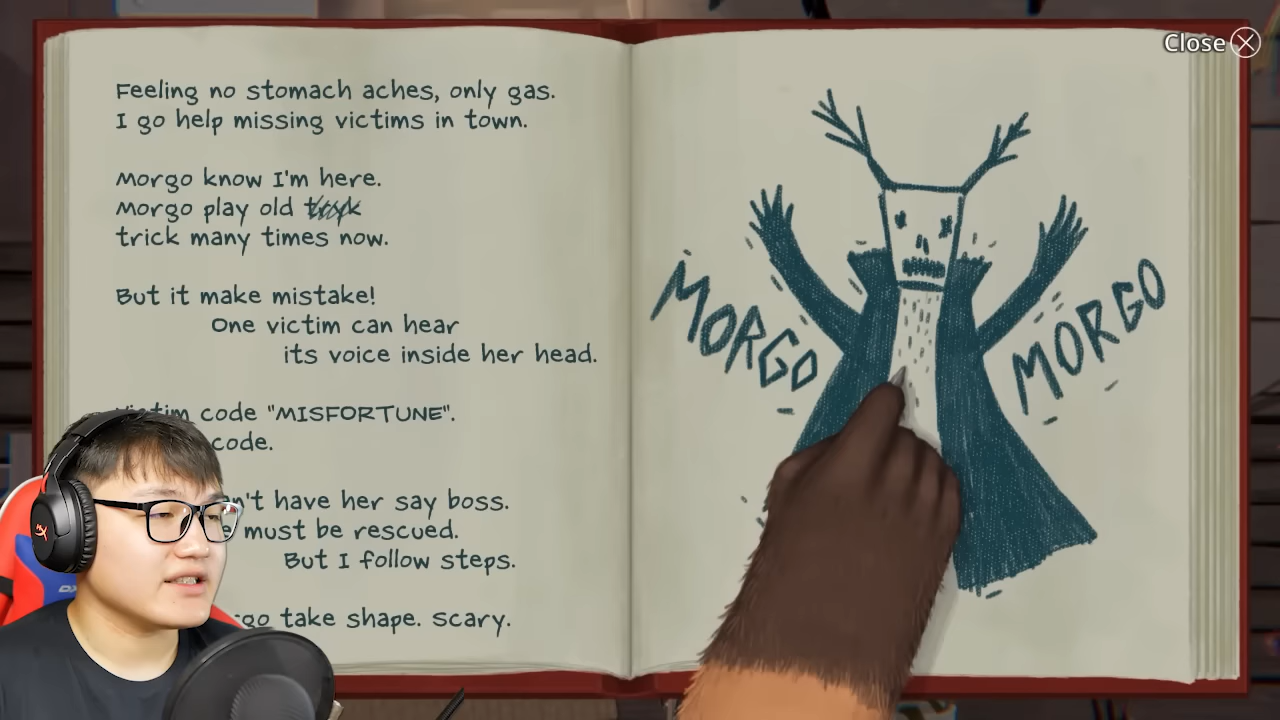 Close
Feeling no stomach aches, only gas.
I go help missing victims in town.
Morgo know I'm here.
Morgo play old
trick many times now.
But it make mistake!
One victim can hear
its voice inside her head.
code "MISFORTUNE".
code.
have her say boss.
must be rescued.
But I follow steps.
take shape. scary.
MORGO
MORGO